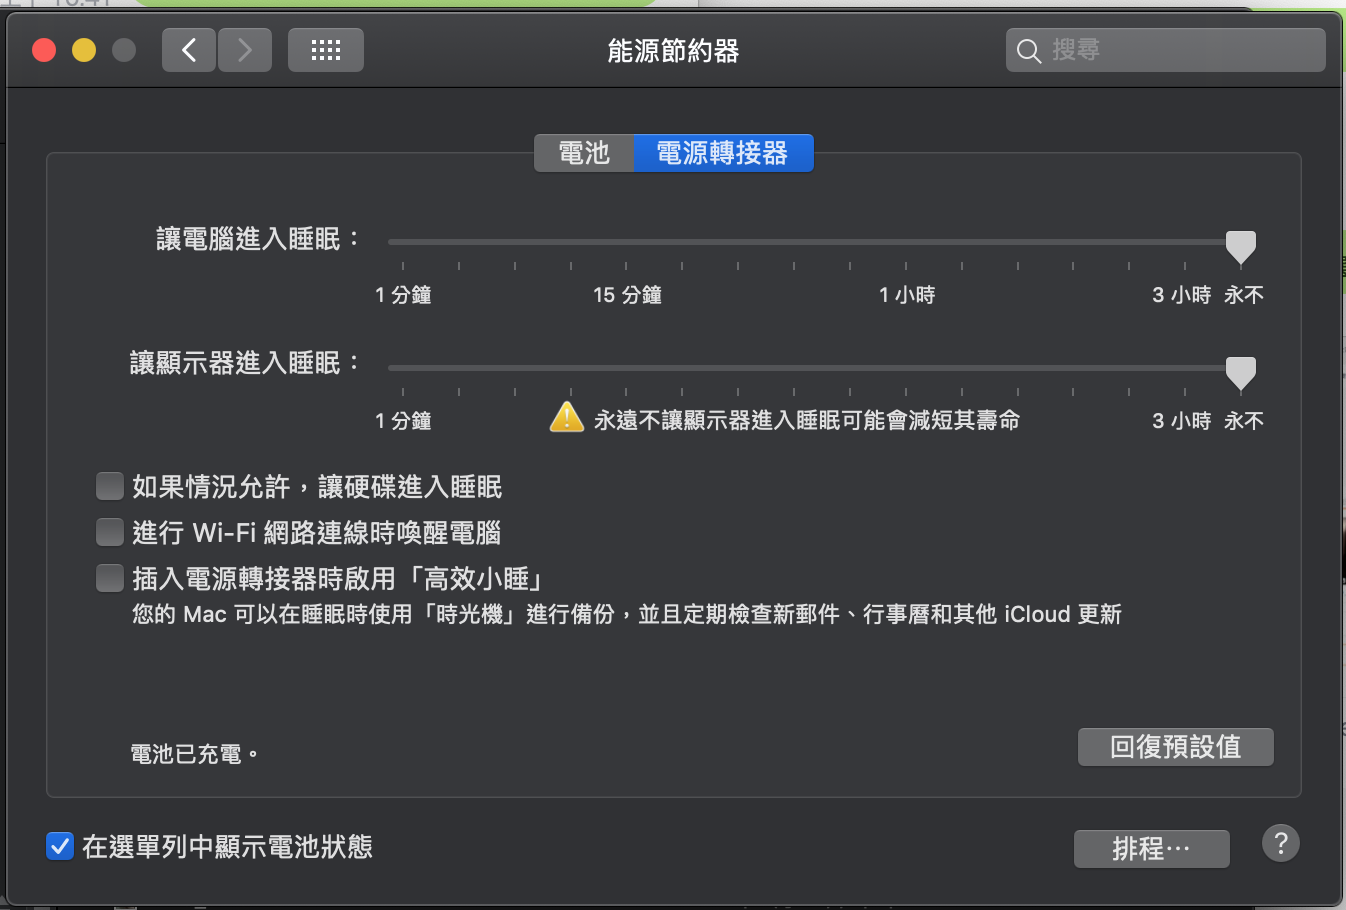 能源節約器
搜尋
電池 電源轉接器
讓電腦進入睡眠：
1 分鐘 15 分鐘 1 小時 3 小時 永不
讓顯示器進入睡眠：
1 分鐘 永遠不讓顯示器進入睡眠可能會減短其壽命 3 小時 永不
如果情況允許，讓硬碟進入睡眠
進行 Wi-Fi 網路連線時喚醒電腦
插入電源轉接器時啟用「高效小睡」
您的 Mac 可以在睡眠時使用「時光機」進行備份，並且定期檢查新郵件、行事曆和其他 iCloud 更新
電池已充電。
回復預設值
在選單列中顯示電池狀態
排程⋯
?